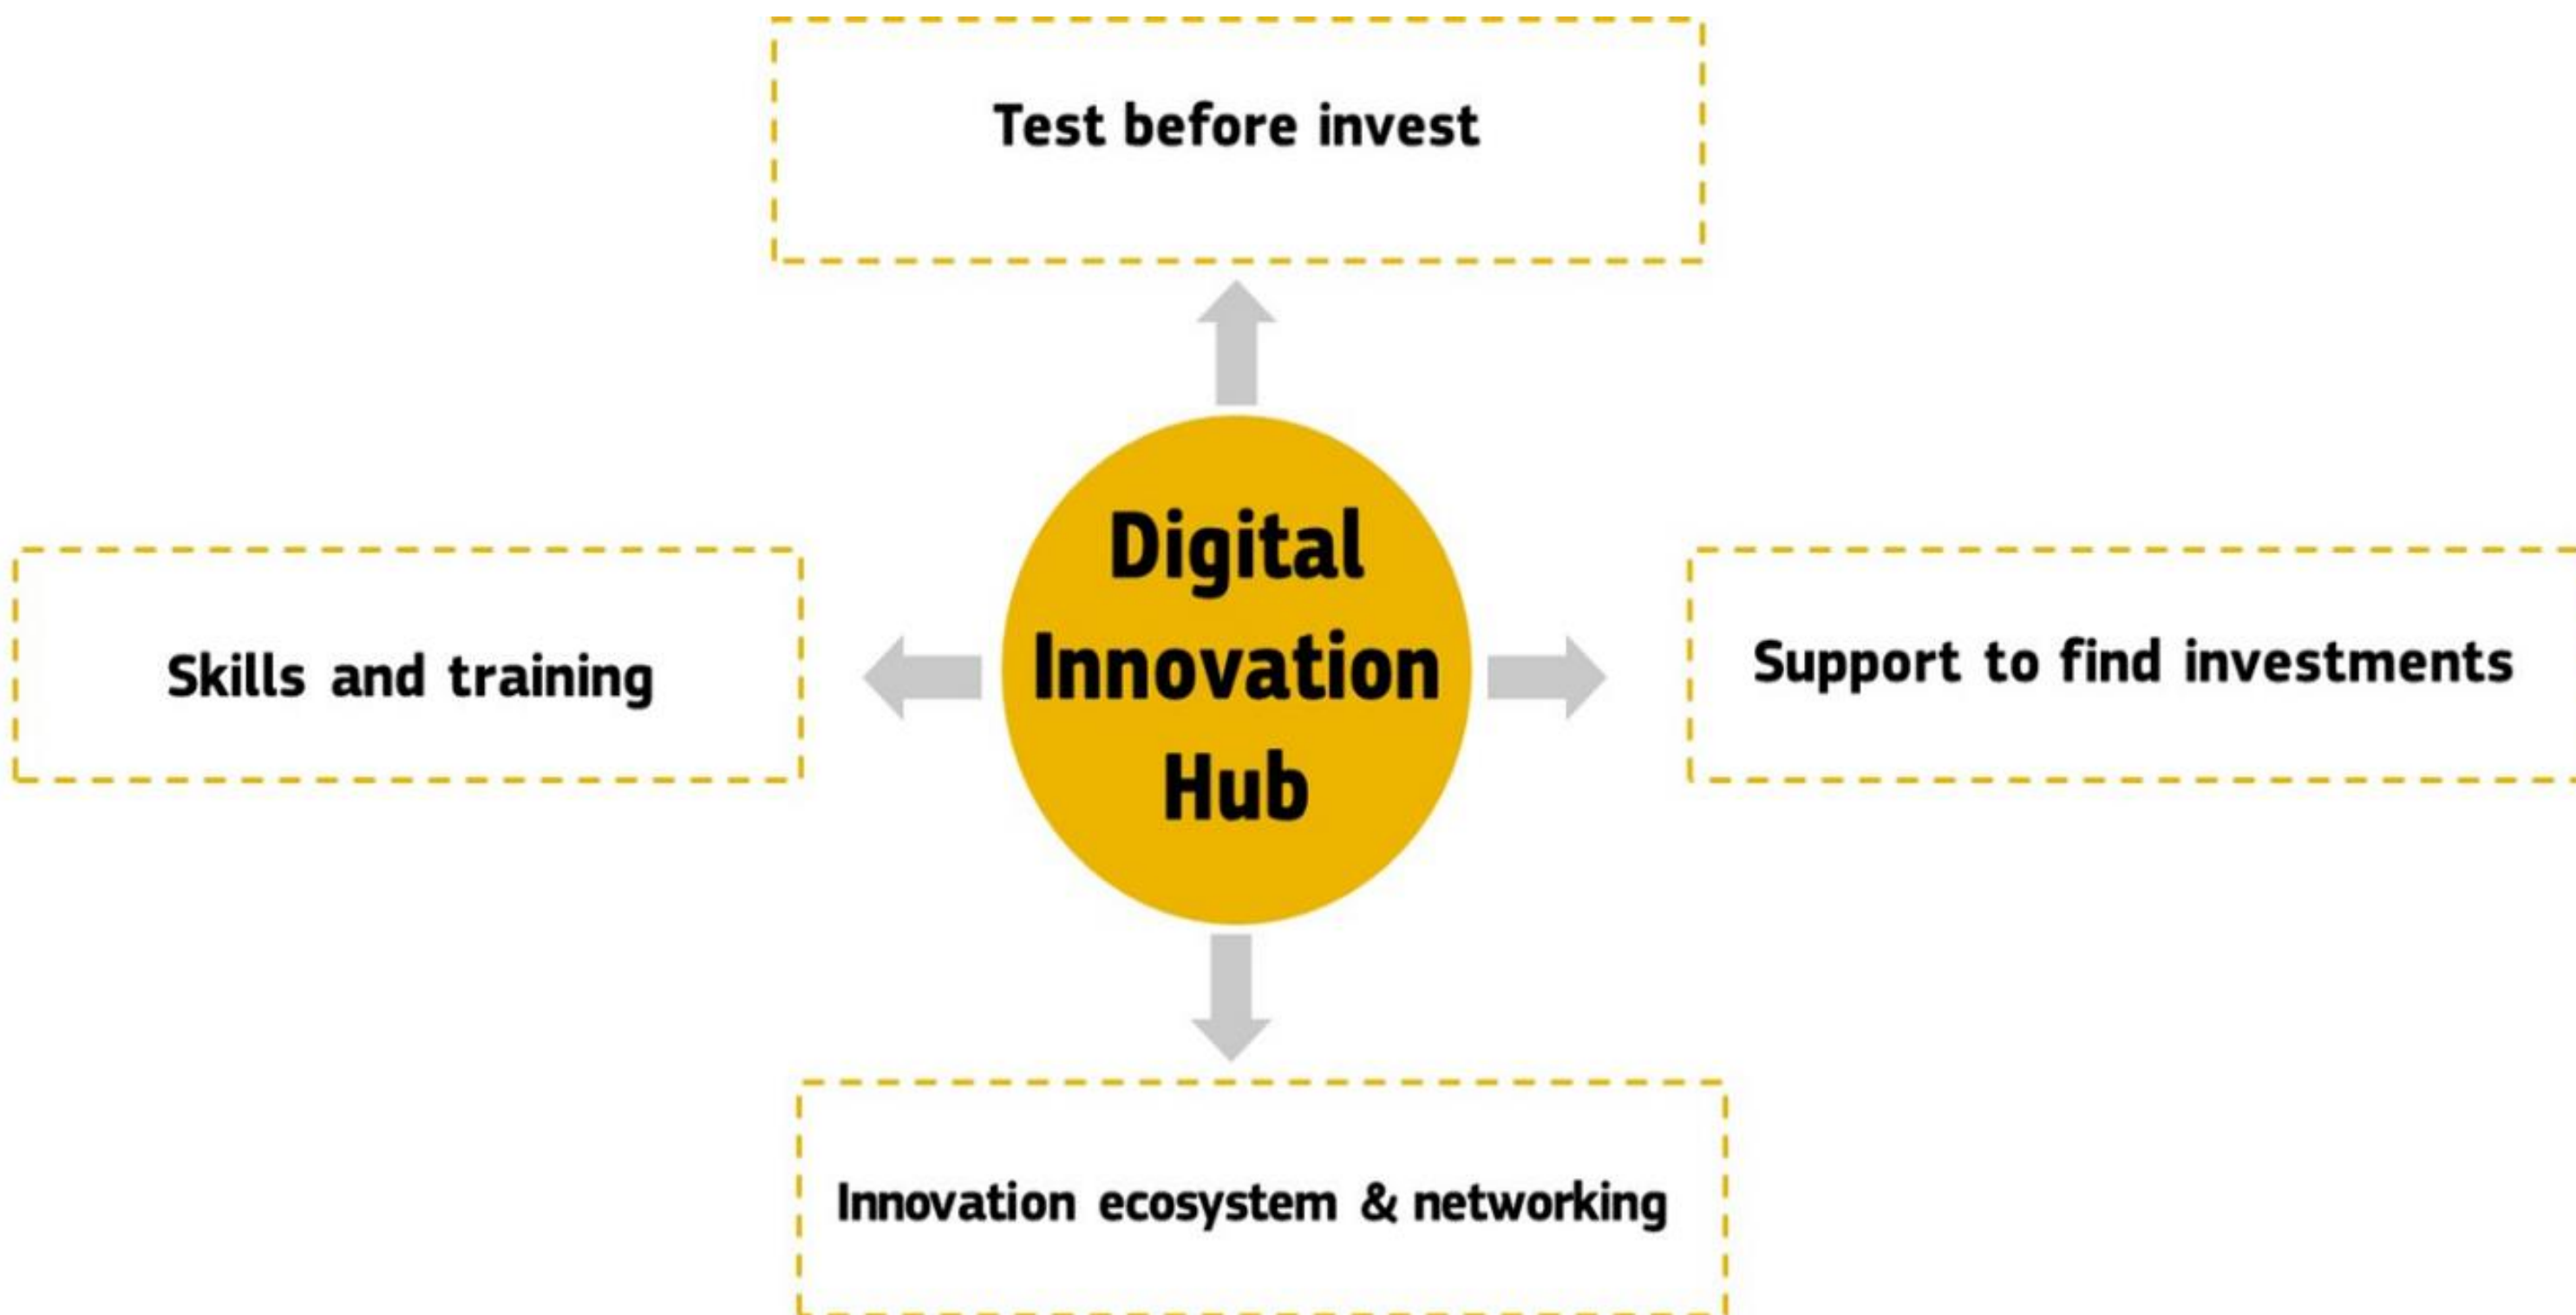 Test before invest
Digital
Innovation
Hub
Skills and training
Support to find investments
Innovation ecosystem & networking